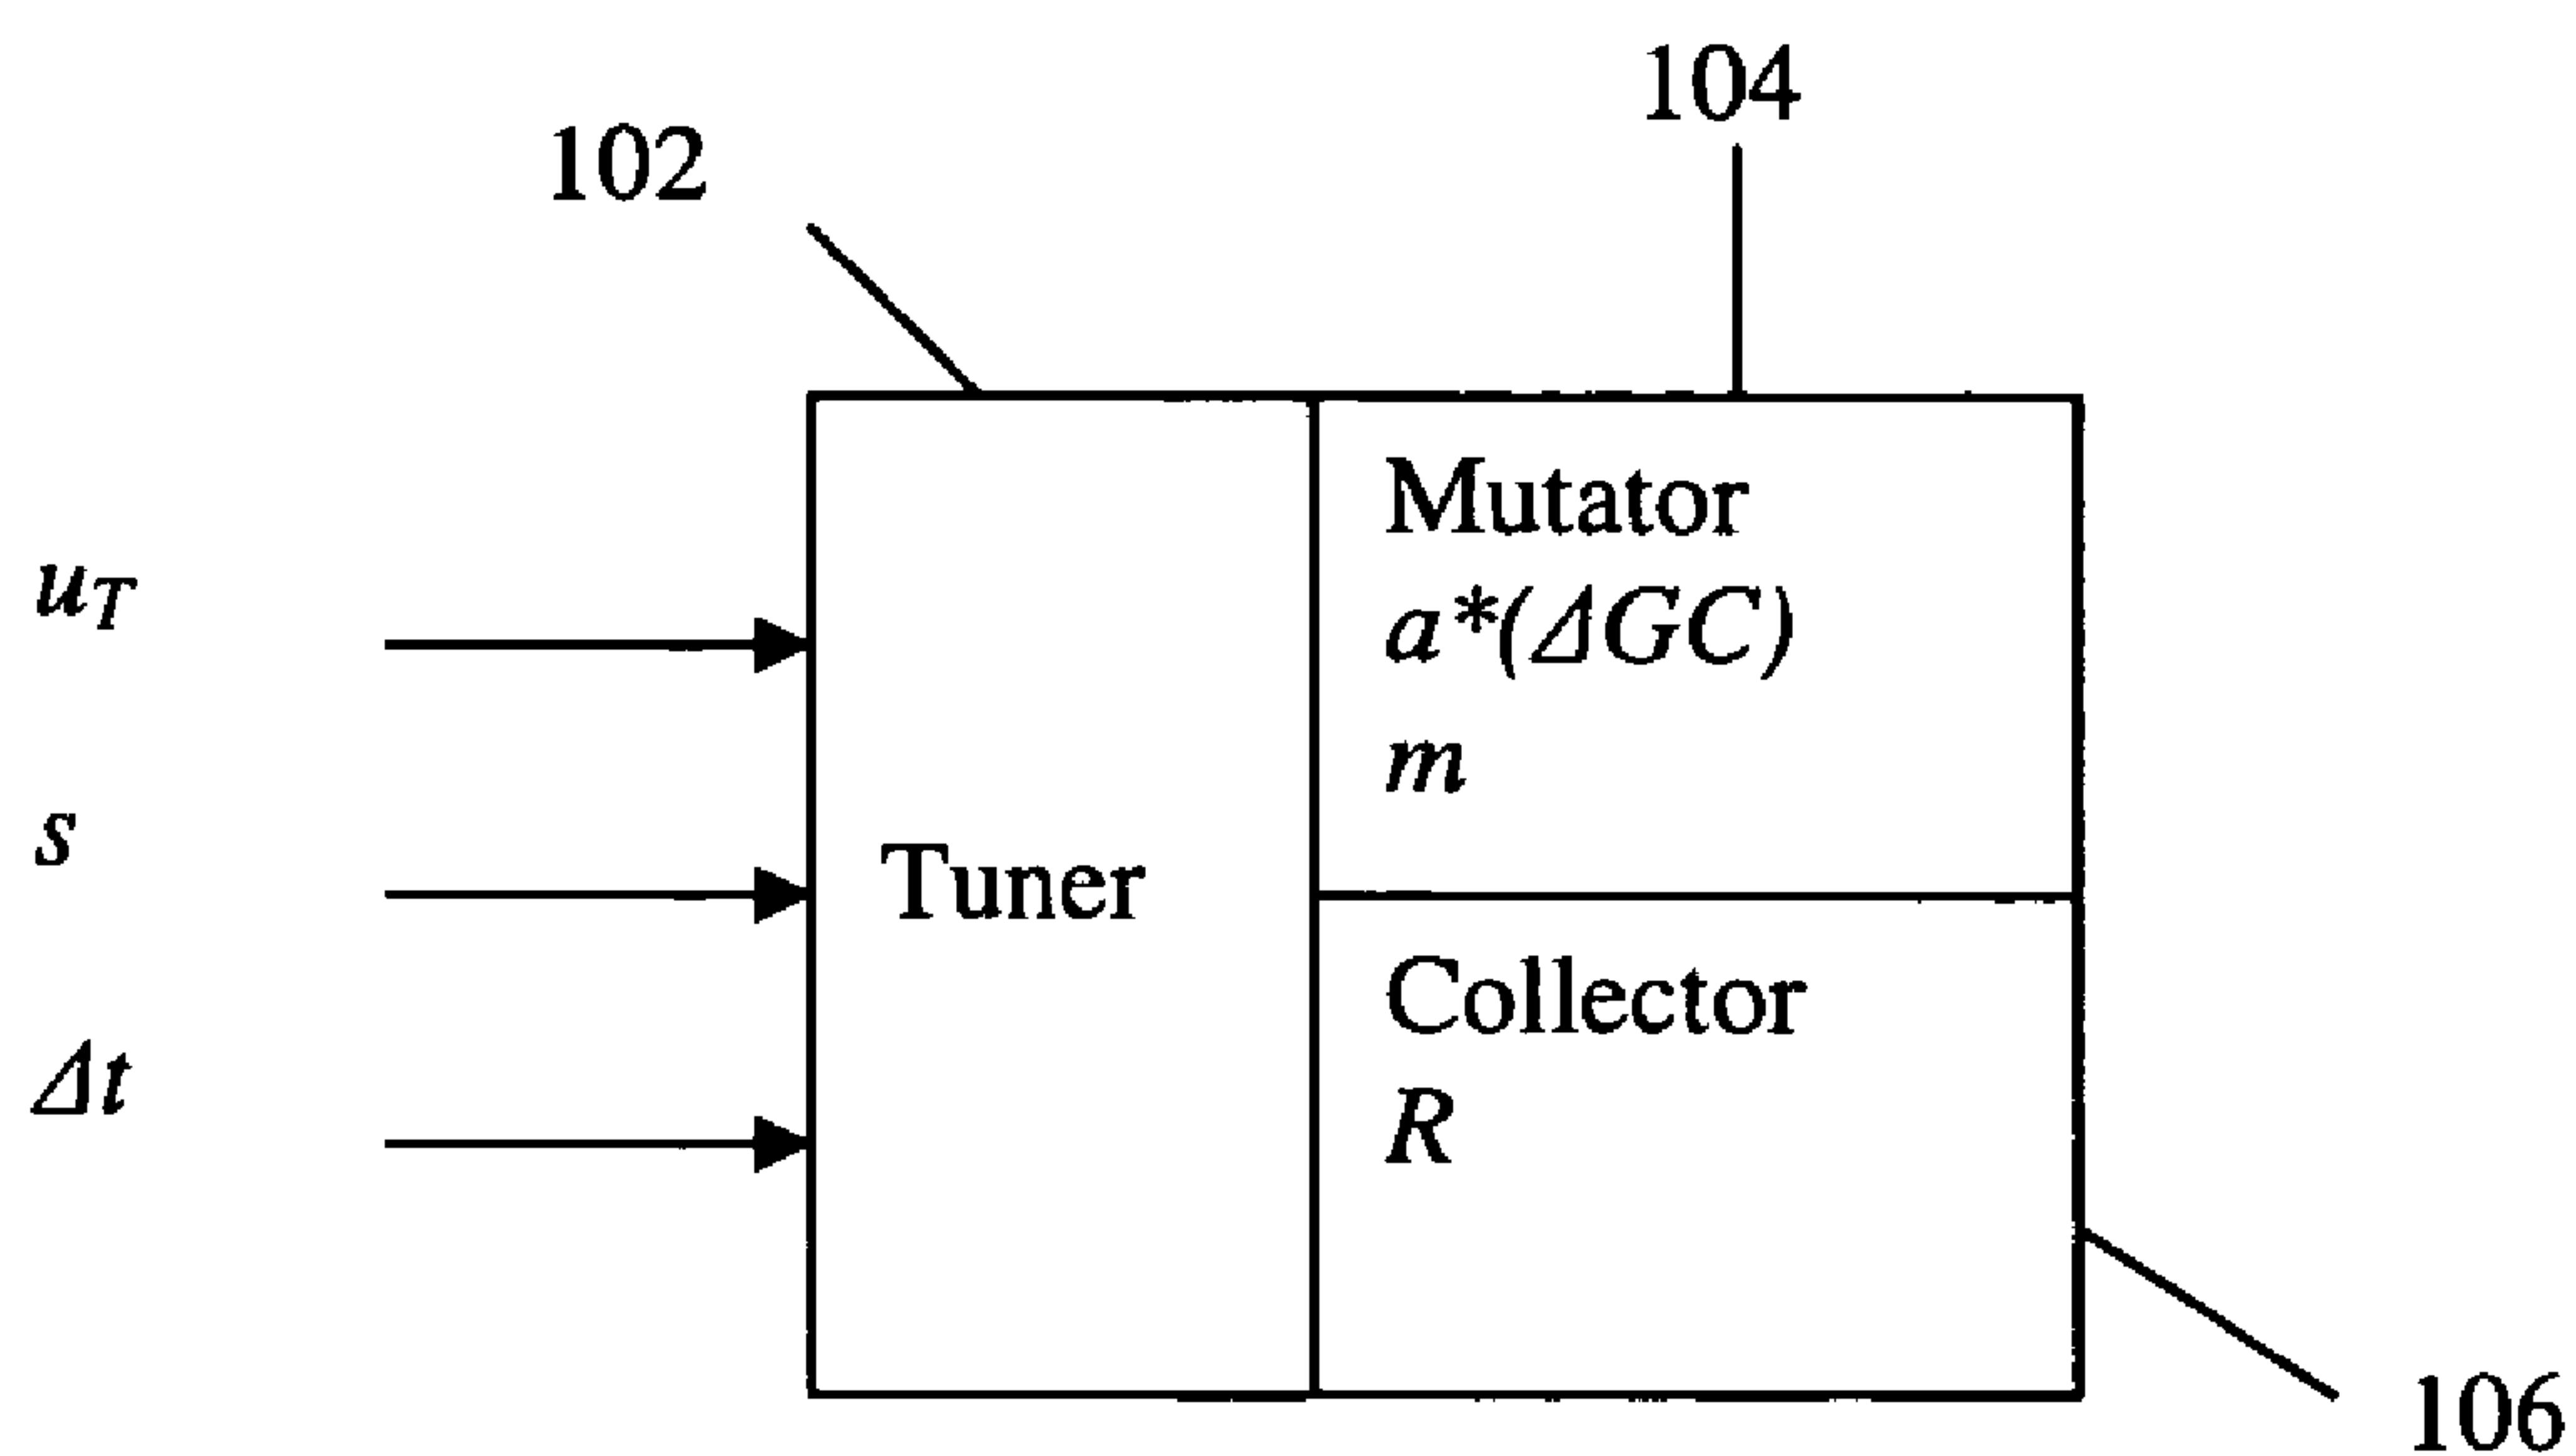 104
102
Mutator
a*(ΔGC)
m
u_T
s
Δt
Tuner
Collector
R
106